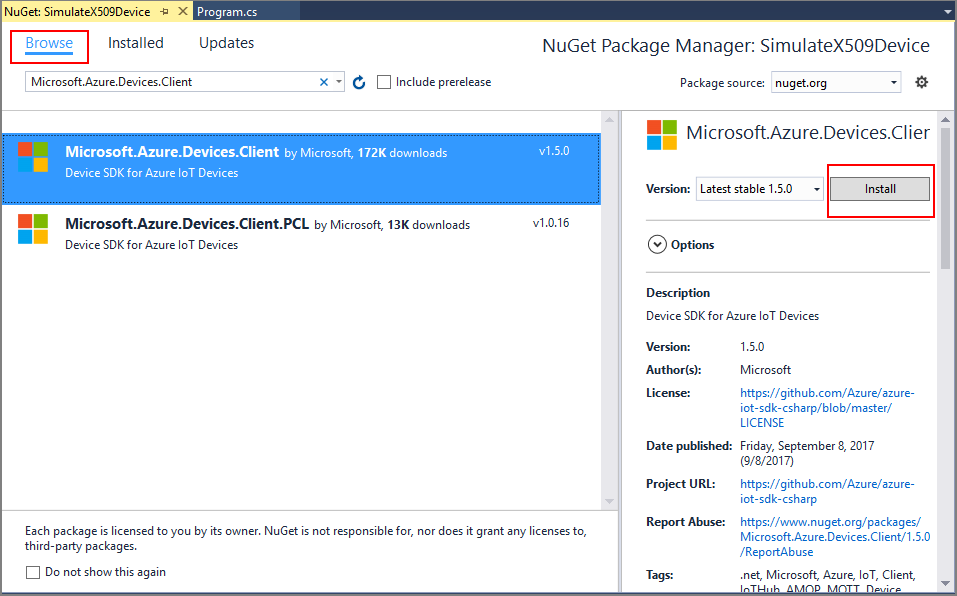 NuGet: SimulateX509Device
Program.cs
Browse
Installed
Updates
NuGet Package Manager: SimulateX509Device
Microsoft.Azure.Devices.Client
Include prerelease
Package source: nuget.org
Microsoft.Azure.Devices.Client by Microsoft, 172K downloads
v1.5.0
Device SDK for Azure IoT Devices
Microsoft.Azure.Devices.Client.PCL by Microsoft, 13K downloads
v1.0.16
Device SDK for Azure IoT Devices
Each package is licensed to you by its owner. NuGet is not responsible for, nor does it grant any licenses to,
third-party packages.
Do not show this again
Microsoft.Azure.Devices.Clier
Version: Latest stable 1.5.0
Install
Options
Description
Device SDK for Azure IoT Devices
Version: 1.5.0
Author(s): Microsoft
License: https://github.com/Azure/azure-
iot-sdk-csharp/blob/master/
LICENSE
Date published: Friday, September 8, 2017
(9/8/2017)
Project URL: https://github.com/Azure/azure-
iot-sdk-csharp
Report Abuse: https://www.nuget.org/packages/
Microsoft.Azure.Devices.Client/1.5.0
/ReportAbuse
Tags: .net, Microsoft, Azure, IoT, Client,
IoTHub, AMQP, MQTT, Device